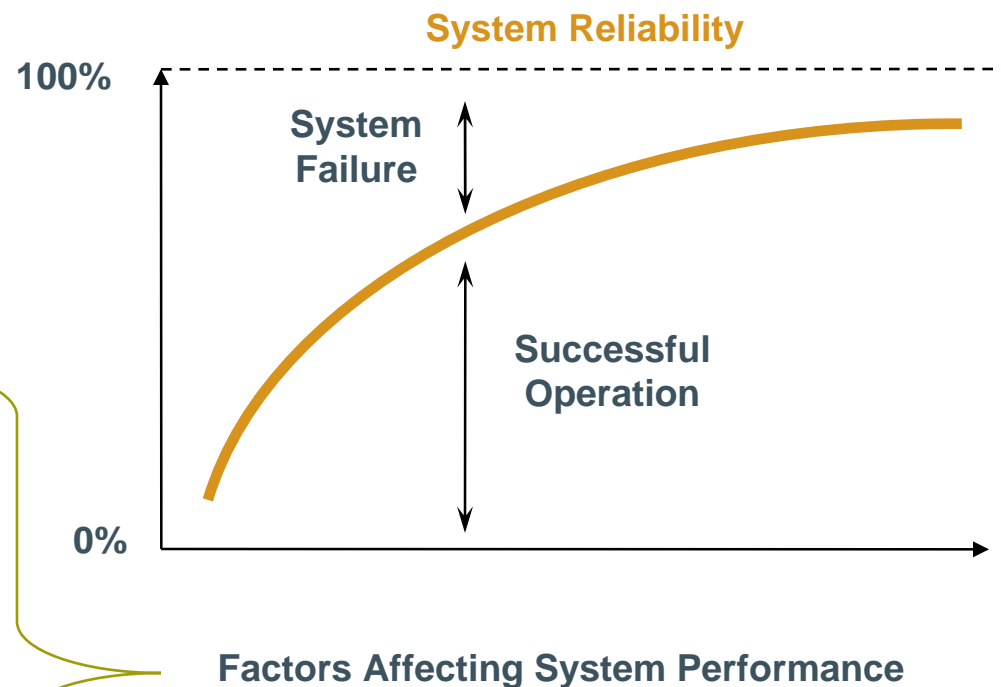 System Reliability
100%
System
Failure
Successful
Operation
0%
Factors Affecting System Performance